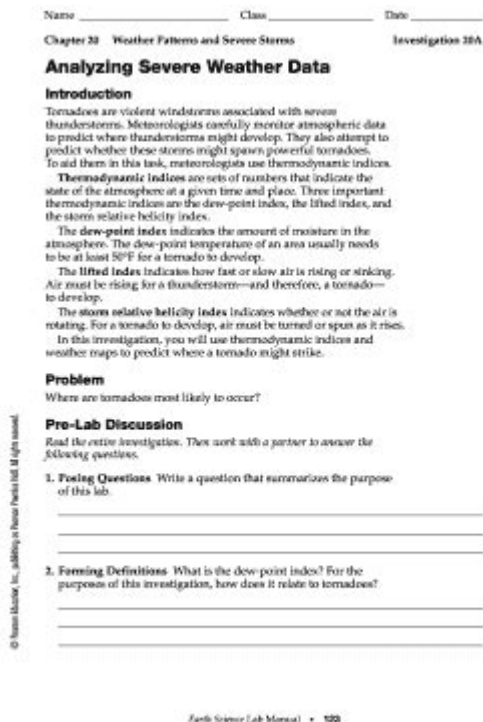 Name Class Date
Chapter 20 Weather Patterns and Severe Storms Investigation 20A
Analyzing Severe Weather Data
Introduction
Tornadoes are violent windstorms associated with severe
thunderstorms. Meteorologists carefully monitor atmospheric data
to predict where thunderstorms might develop. They also attempt to
predict whether these storms might spawn powerful tornadoes.
To aid them in this task, meteorologists use thermodynamic indices.
Thermodynamic indices are sets of numbers that indicate the
state of the atmosphere at a given time and place. Three important
thermodynamic indices are the dew-point index, the lifted index, and
the storm relative helicity index.
The dew-point index indicates the amount of moisture in the
atmosphere. The dew-point temperature of an area usually needs
to be at least 50°F for a tornado to develop.
The lifted index indicates how fast or slow air is rising or sinking.
Air must be rising for a thunderstorm—and therefore, a tornado—
to develop.
The storm relative helicity index indicates whether or not the air is
rotating. For a tornado to develop, air must be turned or spun as it rises.
In this investigation, you will use thermodynamic indices and
weather maps to predict where a tornado might strike.
Problem
Where are tornadoes most likely to occur?
Pre-Lab Discussion
Read the entire investigation. Then work with a partner to answer the
following questions.
1. Posing Questions Write a question that summarizes the purpose
of this lab.
2. Forming Definitions What is the dew-point index? For the
purposes of this investigation, how does it relate to tornadoes?
© Pearson Education, Inc., publishing as Pearson Prentice Hall. All rights reserved.
Earth Science Lab Manual • 123